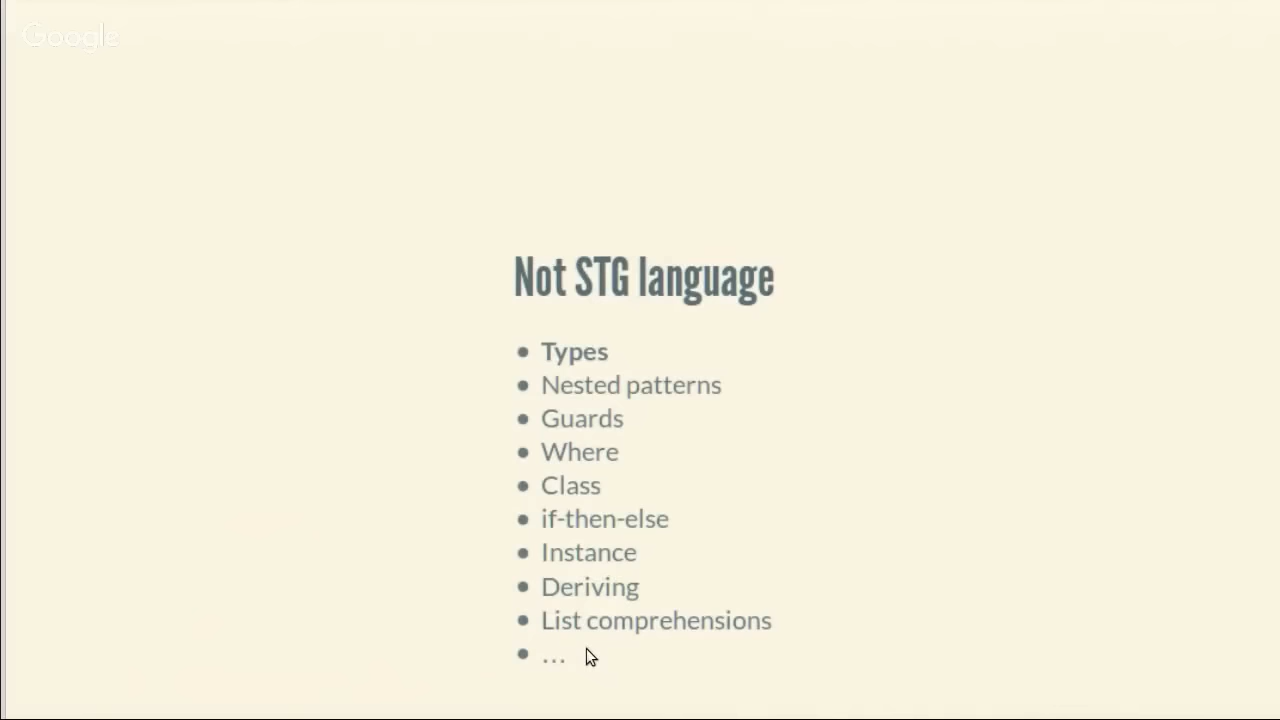 Google
Not STG language
• Types
• Nested patterns
• Guards
• Where
• Class
• if-then-else
• Instance
• Deriving
• List comprehensions
• ...